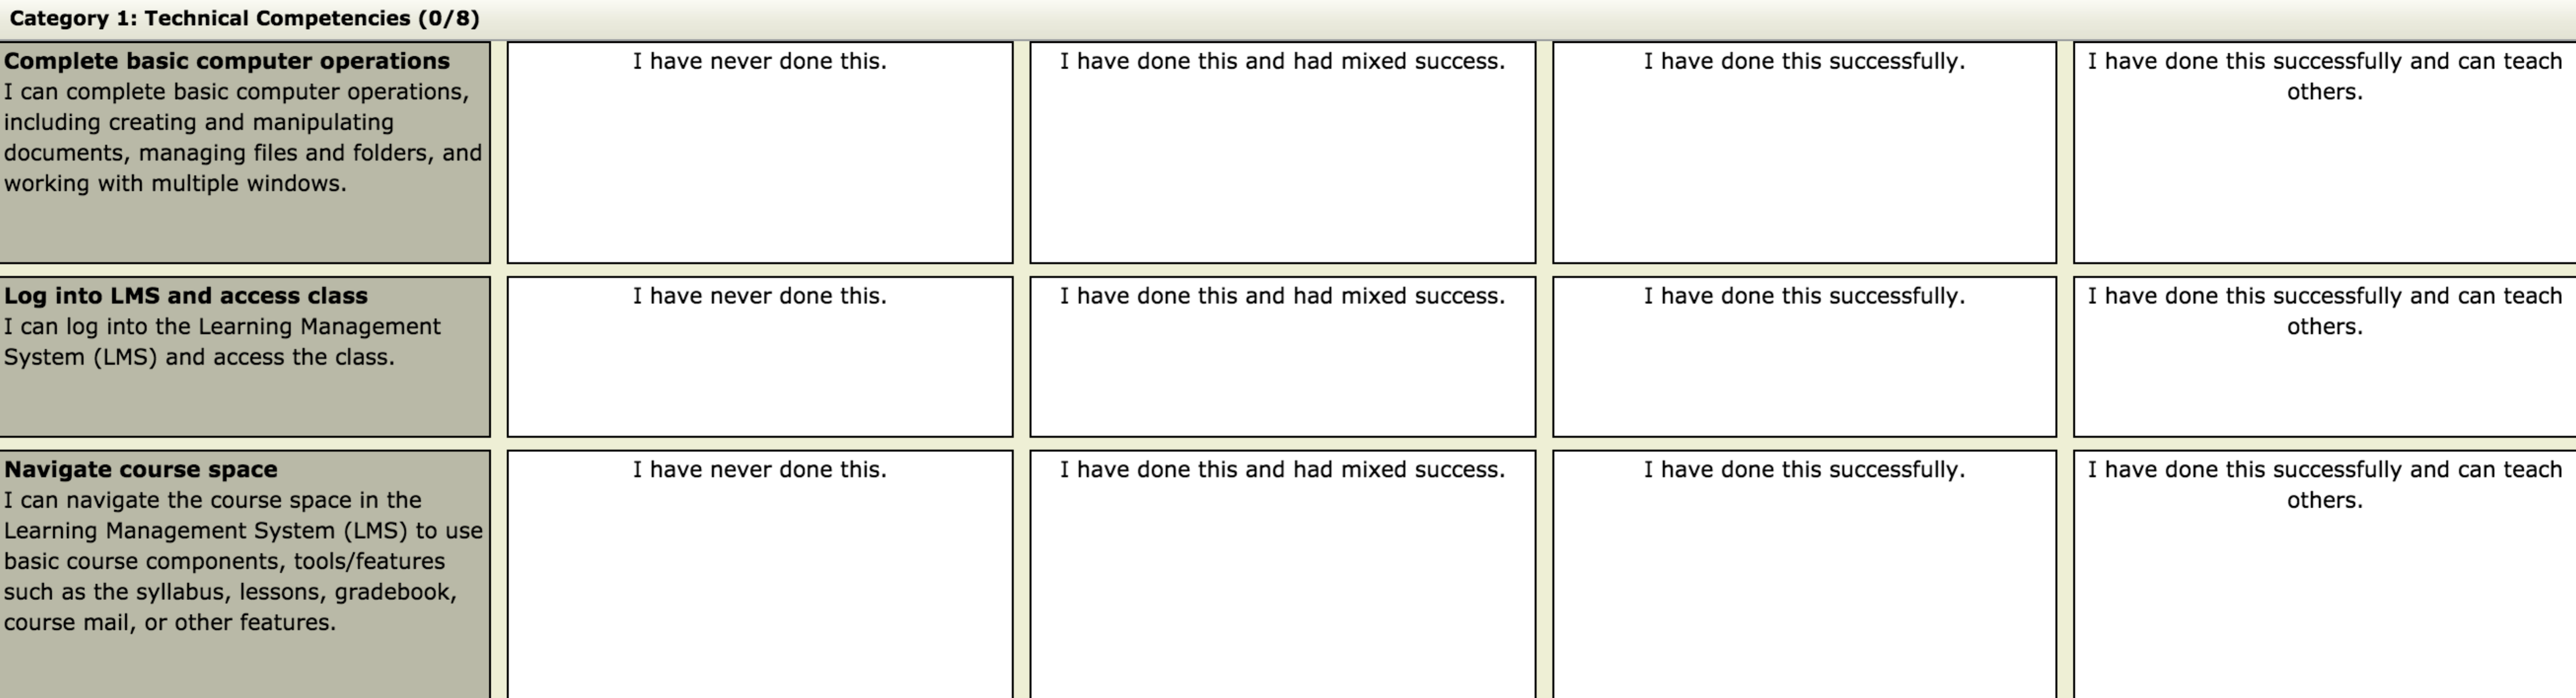 Category 1: Technical Competencies (0/8)
Complete basic computer operations
I can complete basic computer operations,
including creating and manipulating
documents, managing files and folders, and
working with multiple windows.
I have never done this.
I have done this and had mixed success.
I have done this successfully.
I have done this successfully and can teach
others.
Log into LMS and access class
I can log into the Learning Management
System (LMS) and access the class.
I have never done this.
I have done this and had mixed success.
I have done this successfully.
I have done this successfully and can teach
others.
Navigate course space
I can navigate the course space in the
Learning Management System (LMS) to use
basic course components, tools/features
such as the syllabus, lessons, gradebook,
course mail, or other features.
I have never done this.
I have done this and had mixed success.
I have done this successfully.
I have done this successfully and can teach
others.